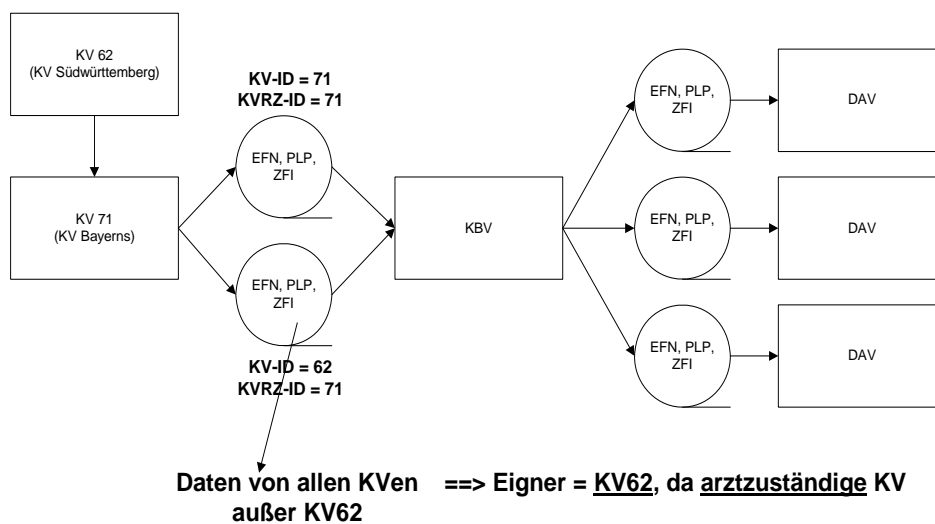 KV 62
(KV Südwürttemberg)
KV-ID = 71
KVRZ-ID = 71
EFN, PLP,
ZFI
DAV
EFN, PLP,
ZFI
KV 71
(KV Bayerns)
KBV
EFN, PLP,
ZFI
DAV
EFN, PLP,
ZFI
EFN, PLP,
ZFI
DAV
KV-ID = 62
KVRZ-ID = 71
Daten von allen KVen ==> Eigner = KV62, da arztzuständige KV
außer KV62